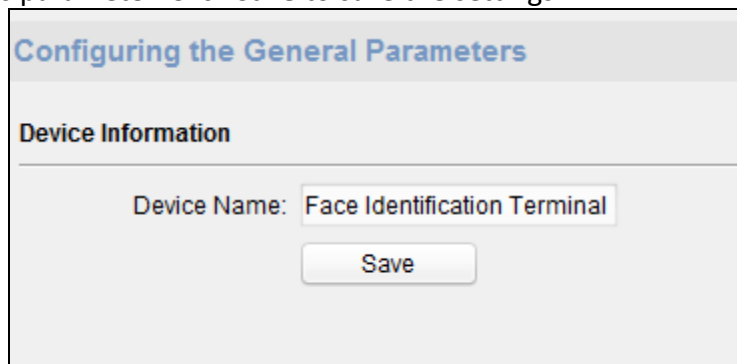 Configuring the General Parameters
Device Information
Device Name: Face Identification Terminal
Save